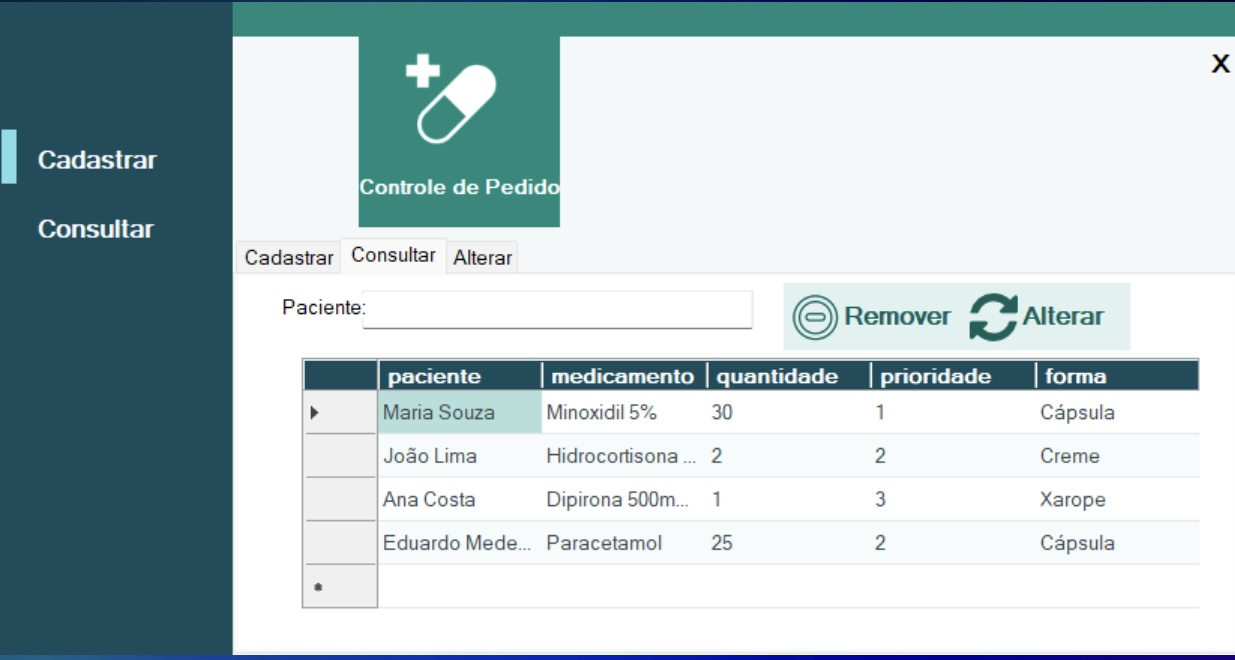 X
Controle de Pedido
Cadastrar
Consultar
Cadastrar Consultar Alterar
Paciente: Remover Alterar
paciente medicamento quantidade prioridade forma
Maria Souza Minoxidil 5% 30 1 Cápsula
João Lima Hidrocortisona ... 2 2 Creme
Ana Costa Dipirona 500m... 1 3 Xarope
Eduardo Mede... Paracetamol 25 2 Cápsula
*